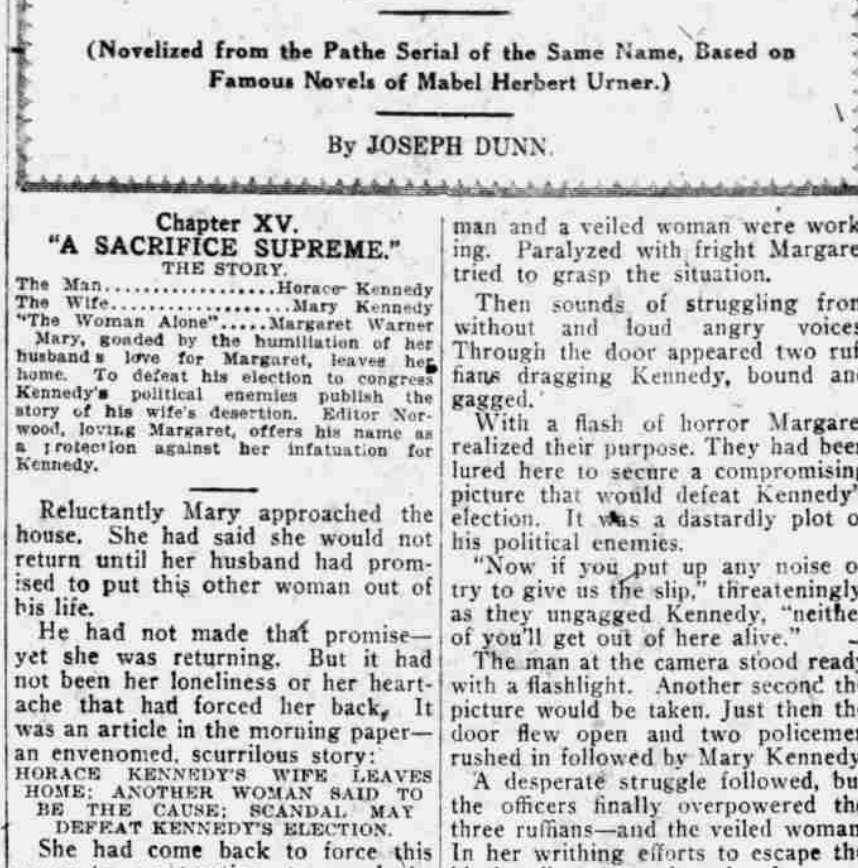 (Novelized from the Pathe Serial of the Same Name, Based on
Famous Novels of Mabel Herbert Urner.)
By JOSEPH DUNN.
Chapter XV.
"A SACRIFICE SUPREME."
THE STORY.
The Man.................Horace Kennedy
The Wife..................Mary Kennedy
"The Woman Alone".....Margaret Warner
Mary, goaded by the humiliation of her
husband's love for Margaret, leaves her
home. To defeat his election to congress
Kennedy's political enemies publish the
story of his wife's desertion. Editor Nor-
wood, loving Margaret, offers his name as
a protection against her infatuation for
Kennedy.
Reluctantly Mary approached the
house. She had said she would not
return until her husband had prom-
ised to put this other woman out of
his life.
He had not made that promise—
yet she was returning. But it had
not been her loneliness or her heart-
ache that had forced her back. It
was an article in the morning paper—
an envenomed, scurrilous story:
HORACE KENNEDY'S WIFE LEAVES
HOME; ANOTHER WOMAN SAID TO
BE THE CAUSE; SCANDAL MAY
DEFEAT KENNEDY'S ELECTION.
She had come back to force this
man and a veiled woman were work
ing. Paralyzed with fright Margare
tried to grasp the situation.
Then sounds of struggling from
without and loud angry voices
Through the door appeared two ruf
fians dragging Kennedy, bound an
gagged.
With a flash of horror Margare
realized their purpose. They had bee
lured here to secure a compromisin
picture that would defeat Kennedy'
election. It was a dastardly plot o
his political enemies.
"Now if you put up any noise o
try to give us the slip," threateningly
as they ungagged Kennedy, "neithe
of you'll get out of here alive."
The man at the camera stood read
with a flashlight. Another second th
picture would be taken. Just then th
door flew open and two policeme
rushed in followed by Mary Kennedy
A desperate struggle followed, bu
the officers finally overpowered th
three ruffians—and the veiled woman
In her writhing efforts to escape th